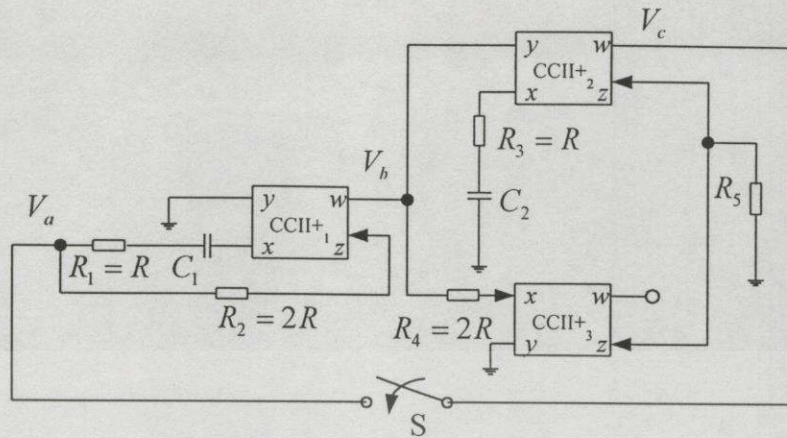 V_c
y w
CCII+_2
x z
R_3 = R
V_b
C_2
R_5
V_a
y w
CCII+_1
x z
R_1 = R
C_1
R_2 = 2R
R_4 = 2R
x w
CCII+_3
y z
S